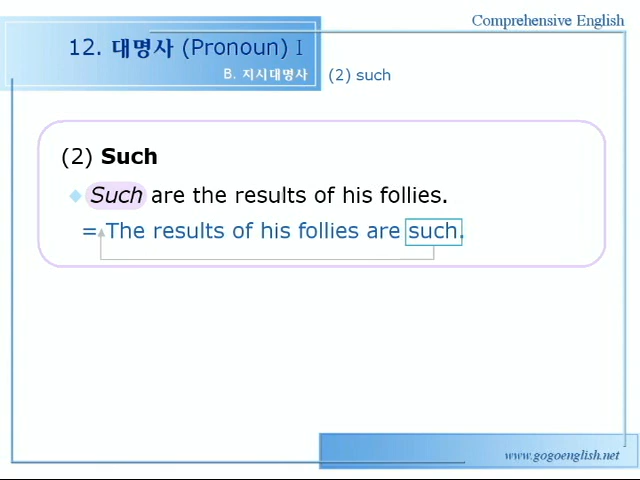 Comprehensive English
12. 대명사 (Pronoun) I
B. 지시대명사
(2) such
(2) Such
Such are the results of his follies.
= The results of his follies are such.
www.gogoenglish.net